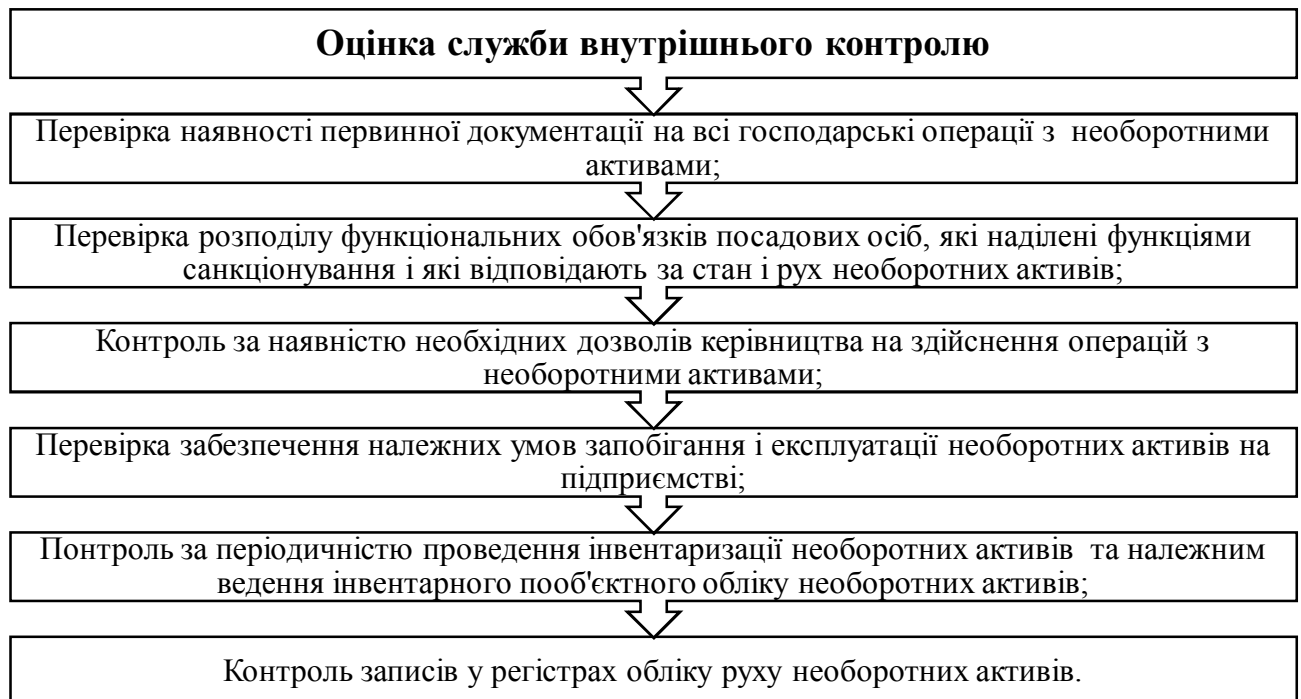 Оцінка служби внутрішнього контролю
Перевірка наявності первинної документації на всі господарські операції з необоротними
активами;
Перевірка розподілу функціональних обов'язків посадових осіб, які наділені функціями
санкціонування і які відповідають за стан і рух необоротних активів;
Контроль за наявністю необхідних дозволів керівництва на здійснення операцій з
необоротними активами;
Перевірка забезпечення належних умов запобігання і експлуатації необоротних активів на
підприємстві;
Понтроль за періодичністю проведення інвентаризації необоротних активів та належним
ведення інвентарного пооб'єктного обліку необоротних активів;
Контроль записів у регістрах обліку руху необоротних активів.